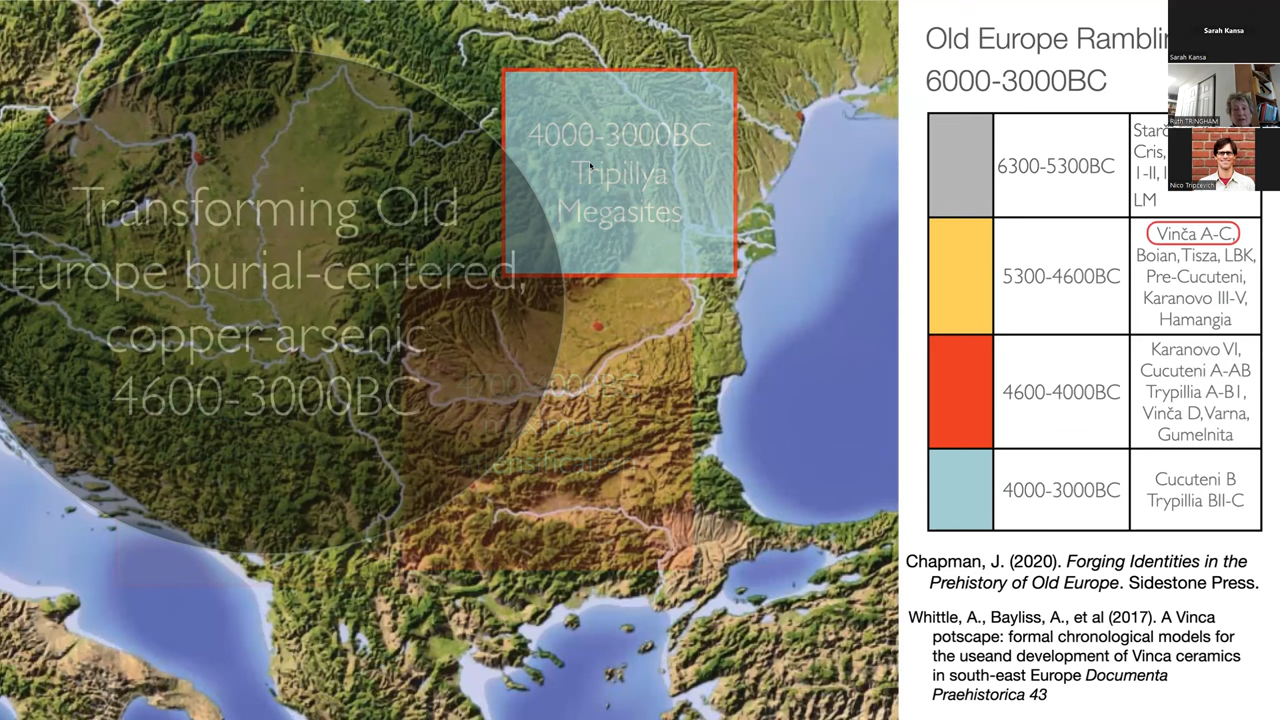 4000-3000BC
Tripillya
Megasites
Transforming Old
Europe burial-centered,
copper-arsenic
4600-3000BC
Old Europe
6000-3000BC
6300-5300BC
Cris,
LM
5300-4600BC
Vinča A-C,
Boian, Tisza, LBK,
Pre-Cucuteni,
Karanovo III-V,
Hamangia
4600-4000BC
Karanovo VI,
Cucuteni A-AB
Trypillia A-B1,
Vinča D, Varna,
Gumelnita
4000-3000BC
Cucuteni B
Trypillia BII-C
Chapman, J. (2020). Forging Identities in the
Prehistory of Old Europe. Sidestone Press.
Whittle, A., Bayliss, A., et al (2017). A Vinca
potscape: formal chronological models for
the useand development of Vinca ceramics
in south-east Europe Documenta
Praehistorica 43
Sarah Kansa
Sarah Kansa
Ruth TRINGHAM
Nico Tripcevich